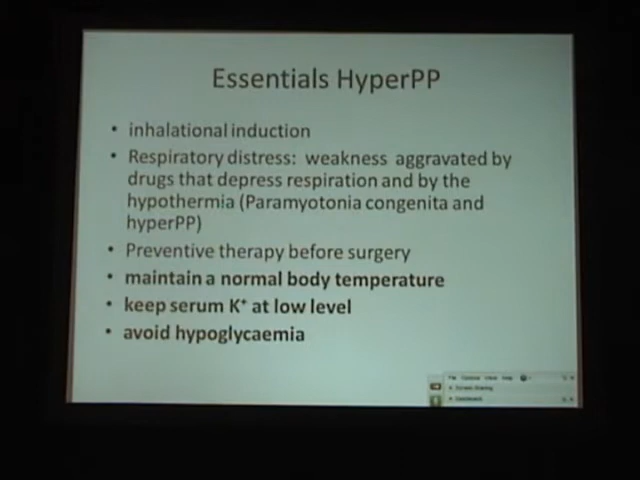 Essentials HyperPP
• inhalational induction
• Respiratory distress: weakness aggravated by
drugs that depress respiration and by the
hypothermia (Paramyotonia congenita and
hyperPP)
• Preventive therapy before surgery
• maintain a normal body temperature
• keep serum K⁺ at low level
• avoid hypoglycaemia